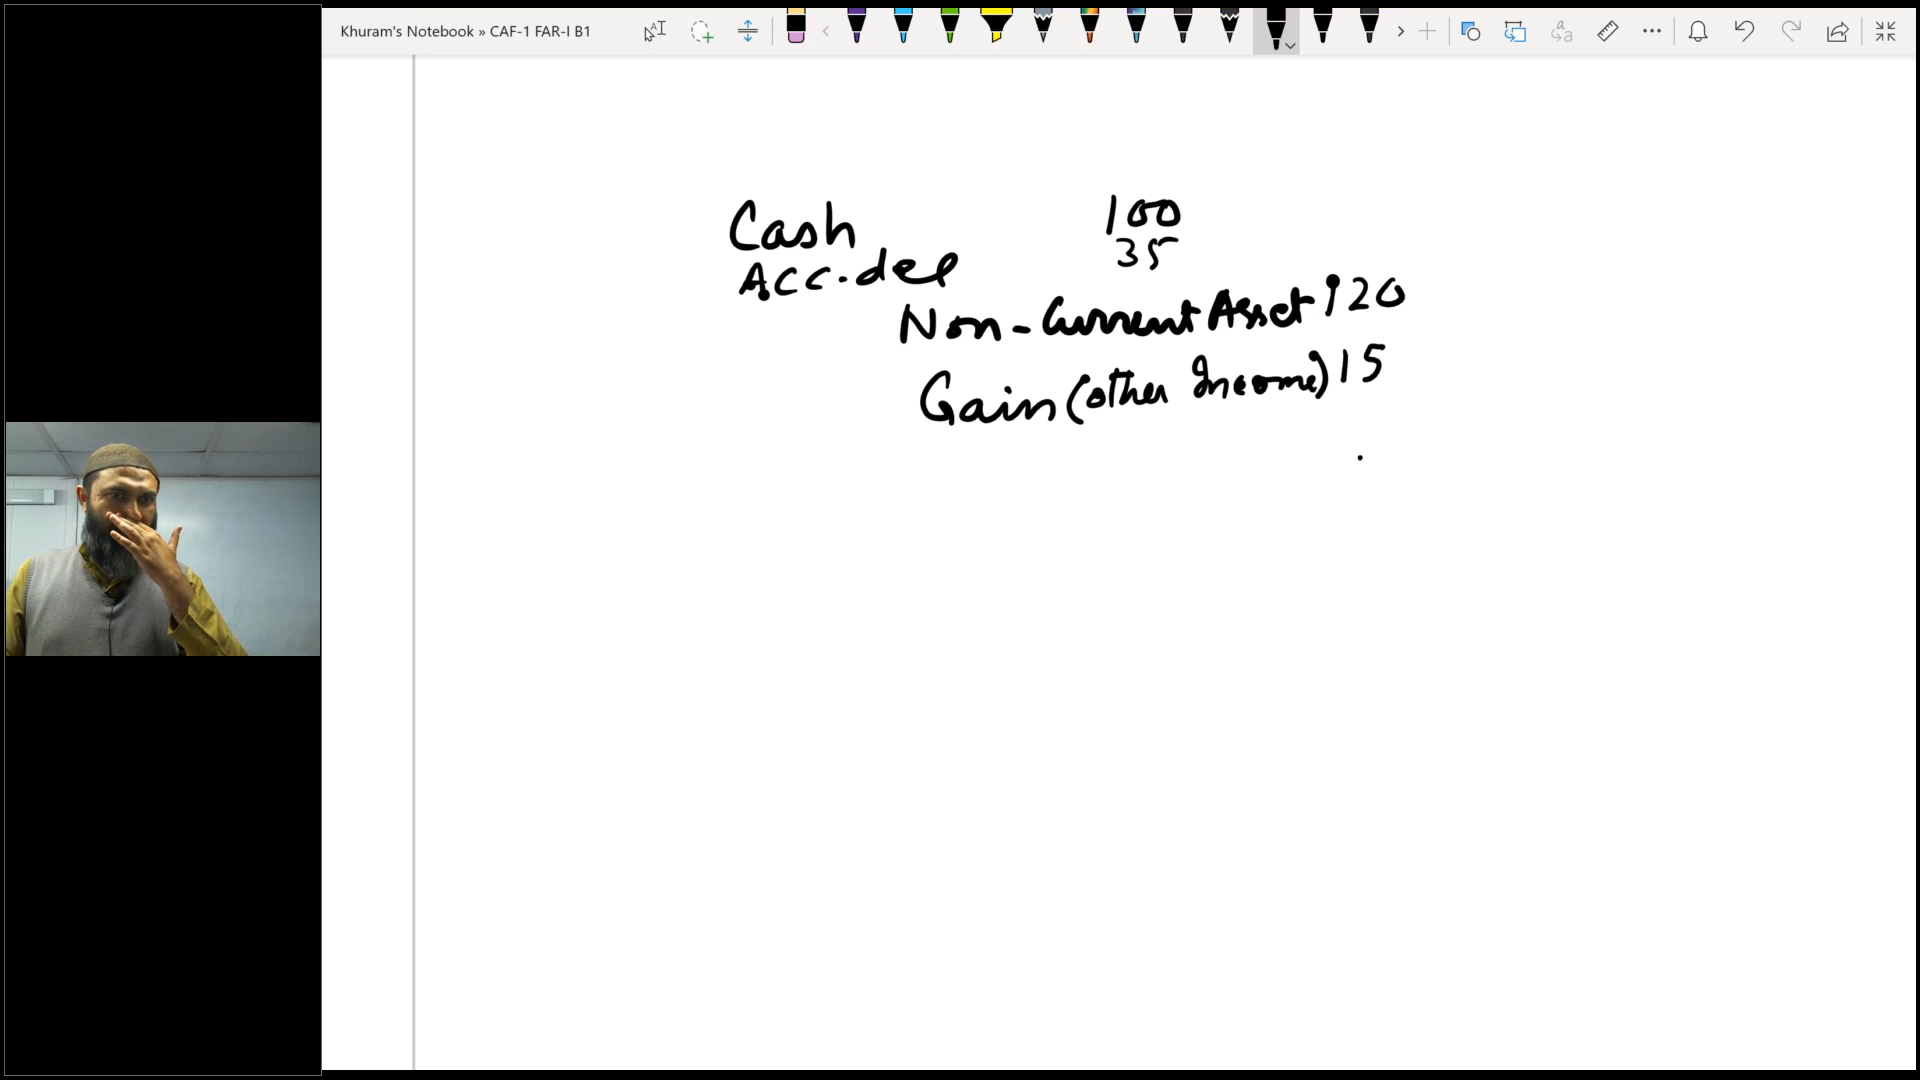 Khuram's Notebook » CAF-1 FAR-I B1
Cash 100
Acc.dep 35
Non-Current Asset 120
Gain (other Income) 15